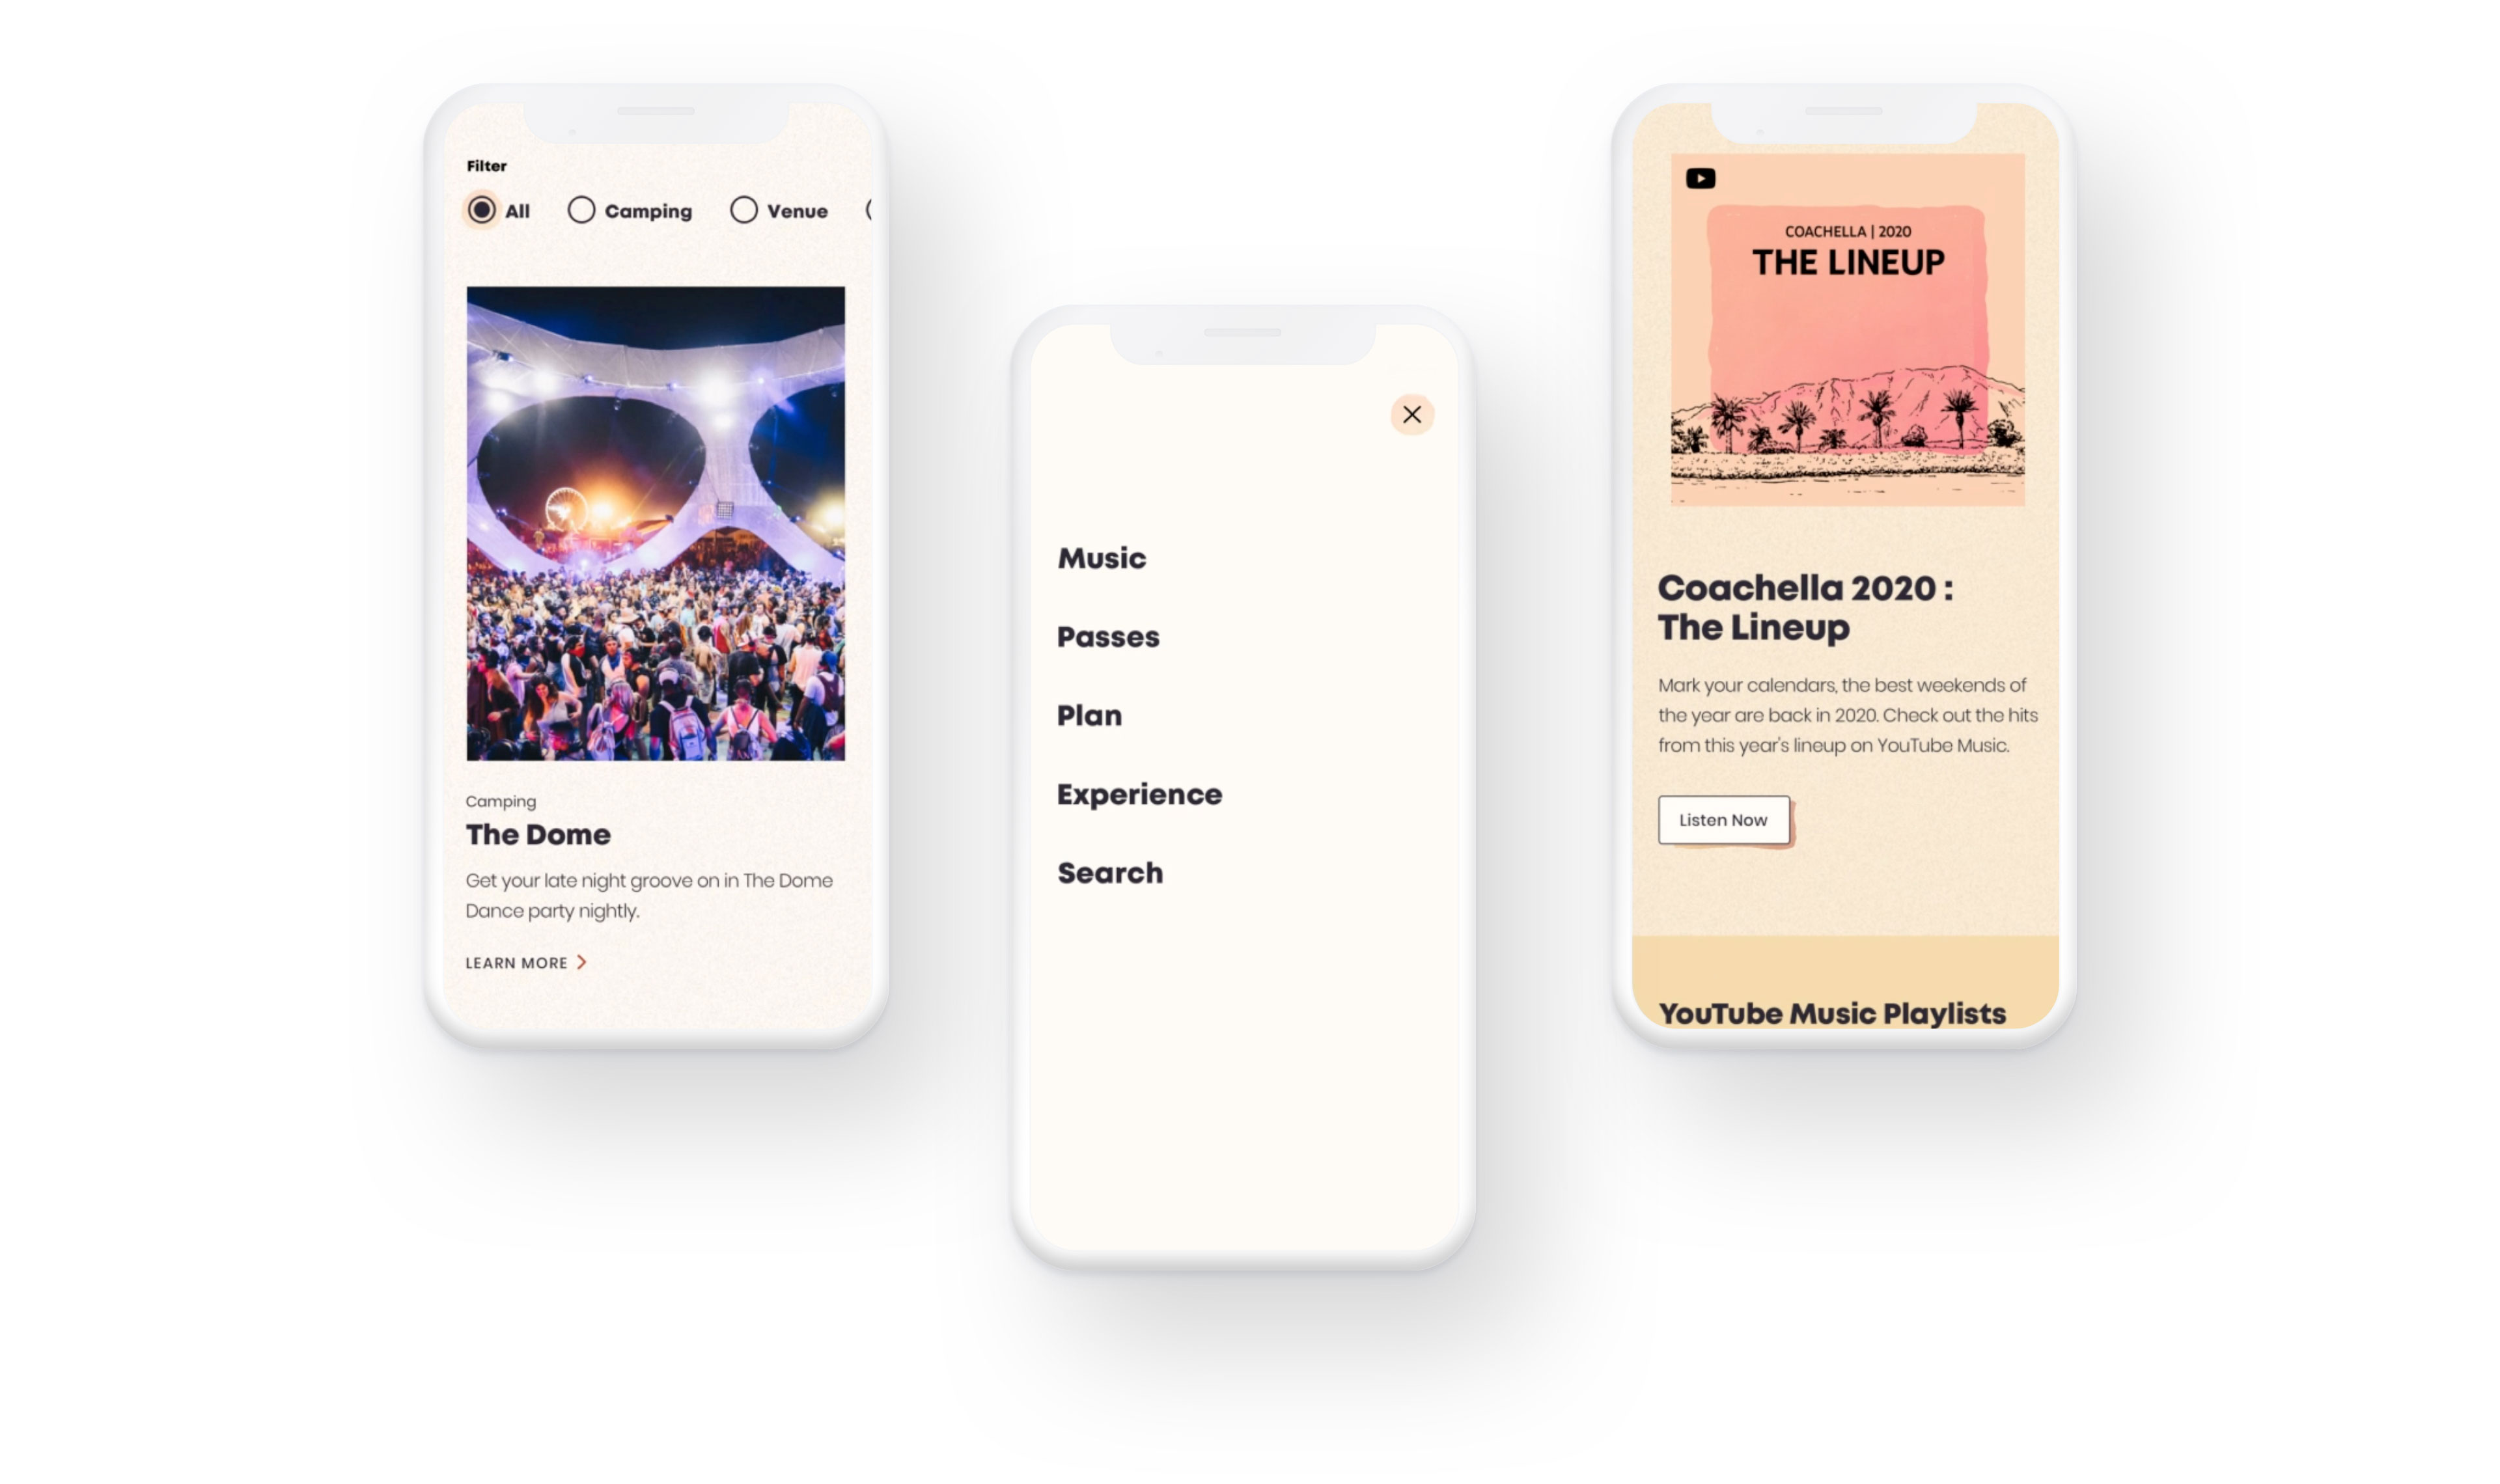 Filter
All Camping Venue
Camping
The Dome
Get your late night groove on in The Dome
Dance party nightly.
LEARN MORE
Music
Passes
Plan
Experience
Search
COACHELLA | 2020
THE LINEUP
Coachella 2020 :
The Lineup
Mark your calendars, the best weekends of
the year are back in 2020. Check out the hits
from this year's lineup on YouTube Music.
Listen Now
YouTube Music Playlists